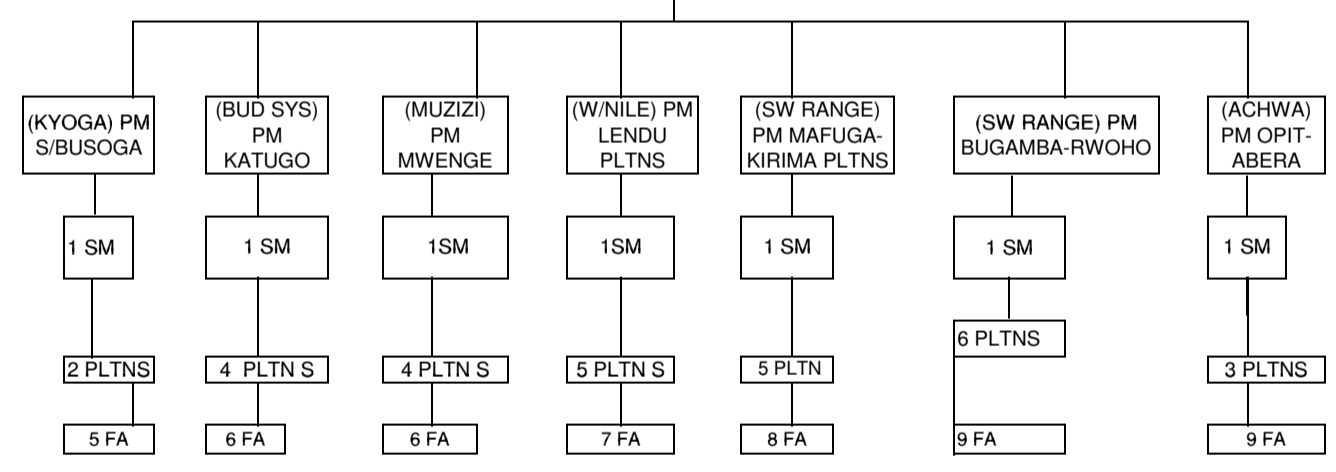 (KYOGA) PM
S/BUSOGA
(BUD SYS)
PM
KATUGO
(MUZIZI)
PM
MWENGE
(W/NILE) PM
LENDU
PLTNS
(SW RANGE)
PM MAFUGA-
KIRIMA PLTNS
(SW RANGE) PM
BUGAMBA-RWOHO
(ACHWA)
PM OPIT-
ABERA
1 SM
1 SM
1SM
1SM
1 SM
1 SM
1 SM
2 PLTNS
4 PLTN S
4 PLTN S
5 PLTN S
5 PLTN
6 PLTNS
3 PLTNS
5 FA
6 FA
6 FA
7 FA
8 FA
9 FA
9 FA